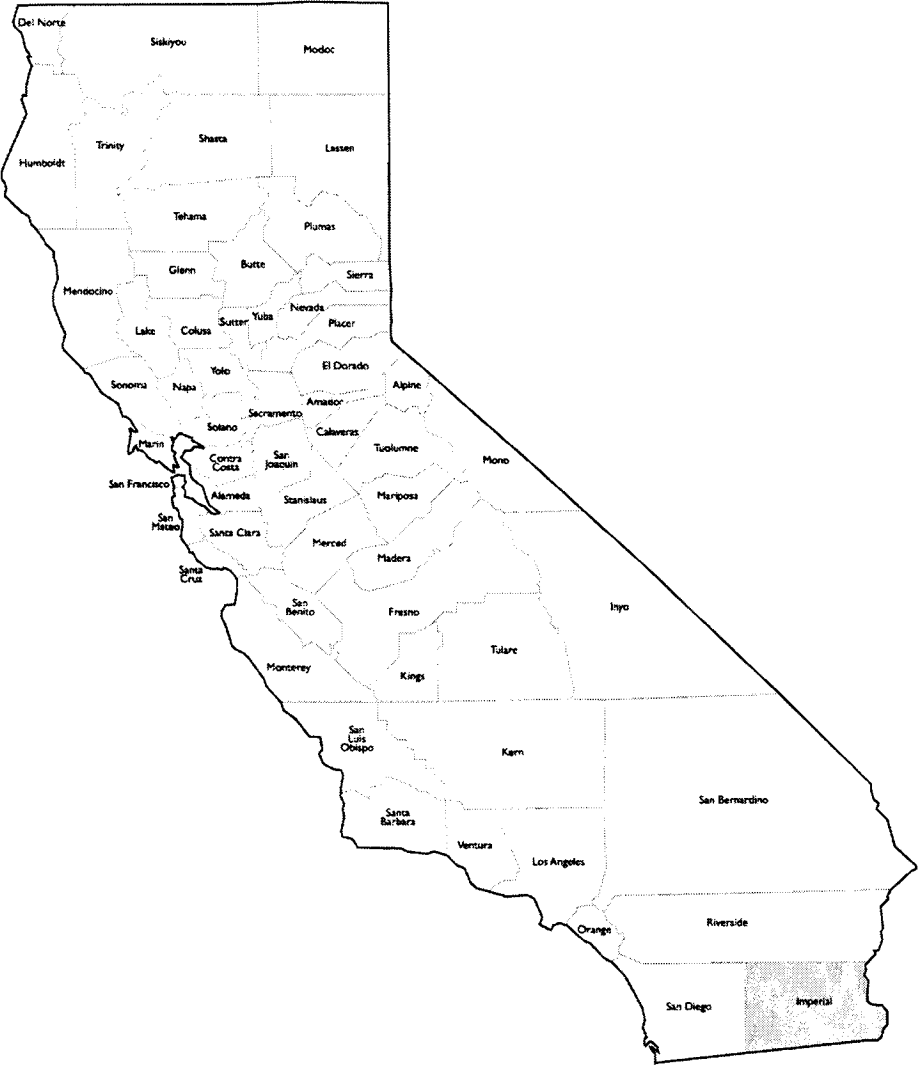 Del Norte
Siskiyou
Modoc
Humboldt
Trinity
Shasta
Lassen
Tehama
Plumas
Mendocino
Glenn
Butte
Sierra
Lake
Colusa
Sutter
Yuba
Nevada
Placer
Sonoma
Napa
Yolo
El Dorado
Alpine
Amador
Sacramento
Solano
Marin
Calaveras
Tuolumne
Mono
Contra
Costa
San
Joaquin
San Francisco
Alameda
Stanislaus
Mariposa
San
Mateo
Santa Clara
Merced
Madera
Santa
Cruz
San
Benito
Fresno
Inyo
Monterey
Kings
Tulare
San
Luis
Obispo
Kern
San Bernardino
Santa
Barbara
Ventura
Los Angeles
Orange
Riverside
San Diego
Imperial